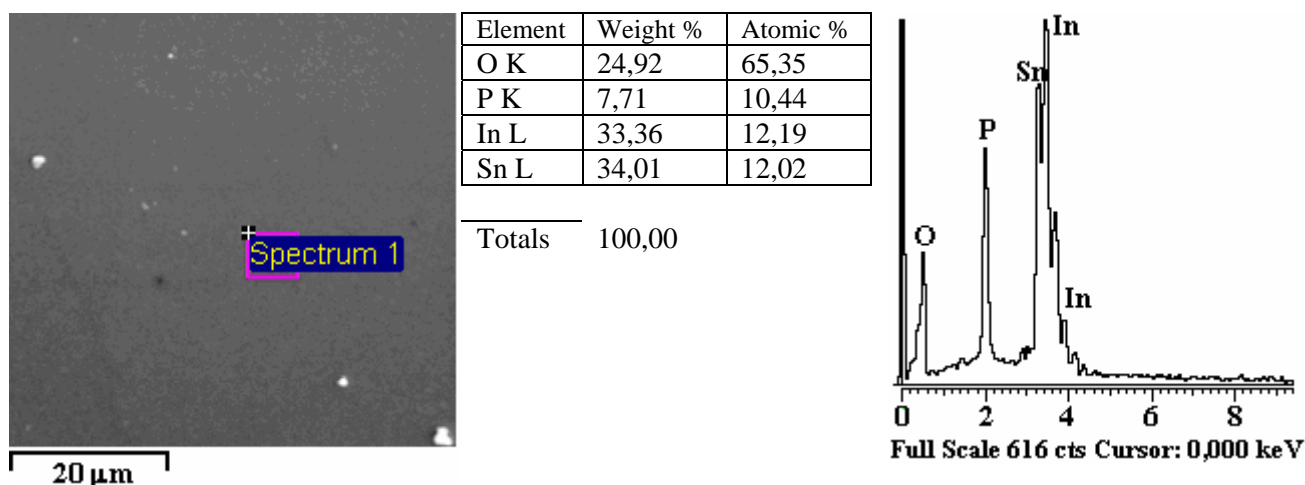 Spectrum 1
20 μm
Element Weight % Atomic %
O K 24,92 65,35
P K 7,71 10,44
In L 33,36 12,19
Sn L 34,01 12,02
Totals 100,00
In
Sn
P
O
In
0 2 4 6 8
Full Scale 616 cts Cursor: 0,000 keV